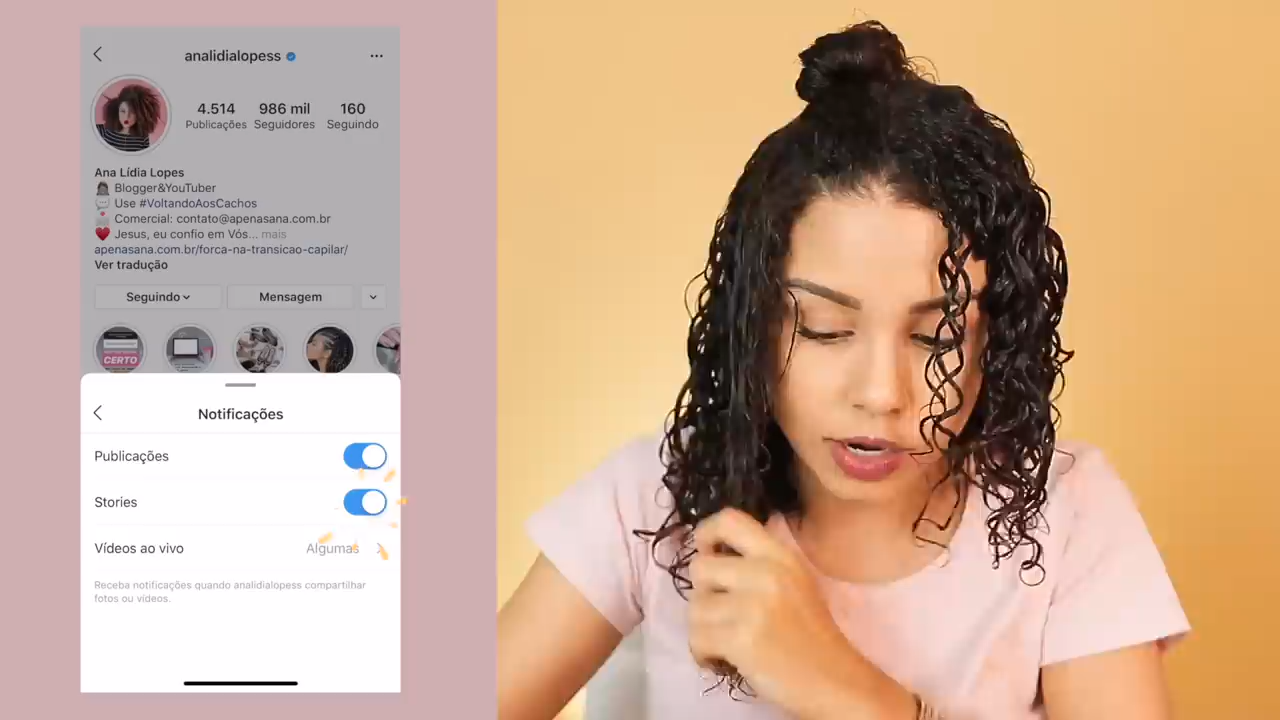 analidialopess
4.514 986 mil 160
Publicações Seguidores Seguindo
Ana Lídia Lopes
Blogger&YouTuber
Use #VoltandoAosCachos
Comercial: contato@apenasana.com.br
Jesus, eu confio em Vós... mais
apenasana.com.br/forca-na-transicao-capilar/
Ver tradução
Seguindo Mensagem
CERTO
Notificações
Publicações
Stories
Vídeos ao vivo Algumas
Receba notificações quando analidialopess compartilhar
fotos ou vídeos.